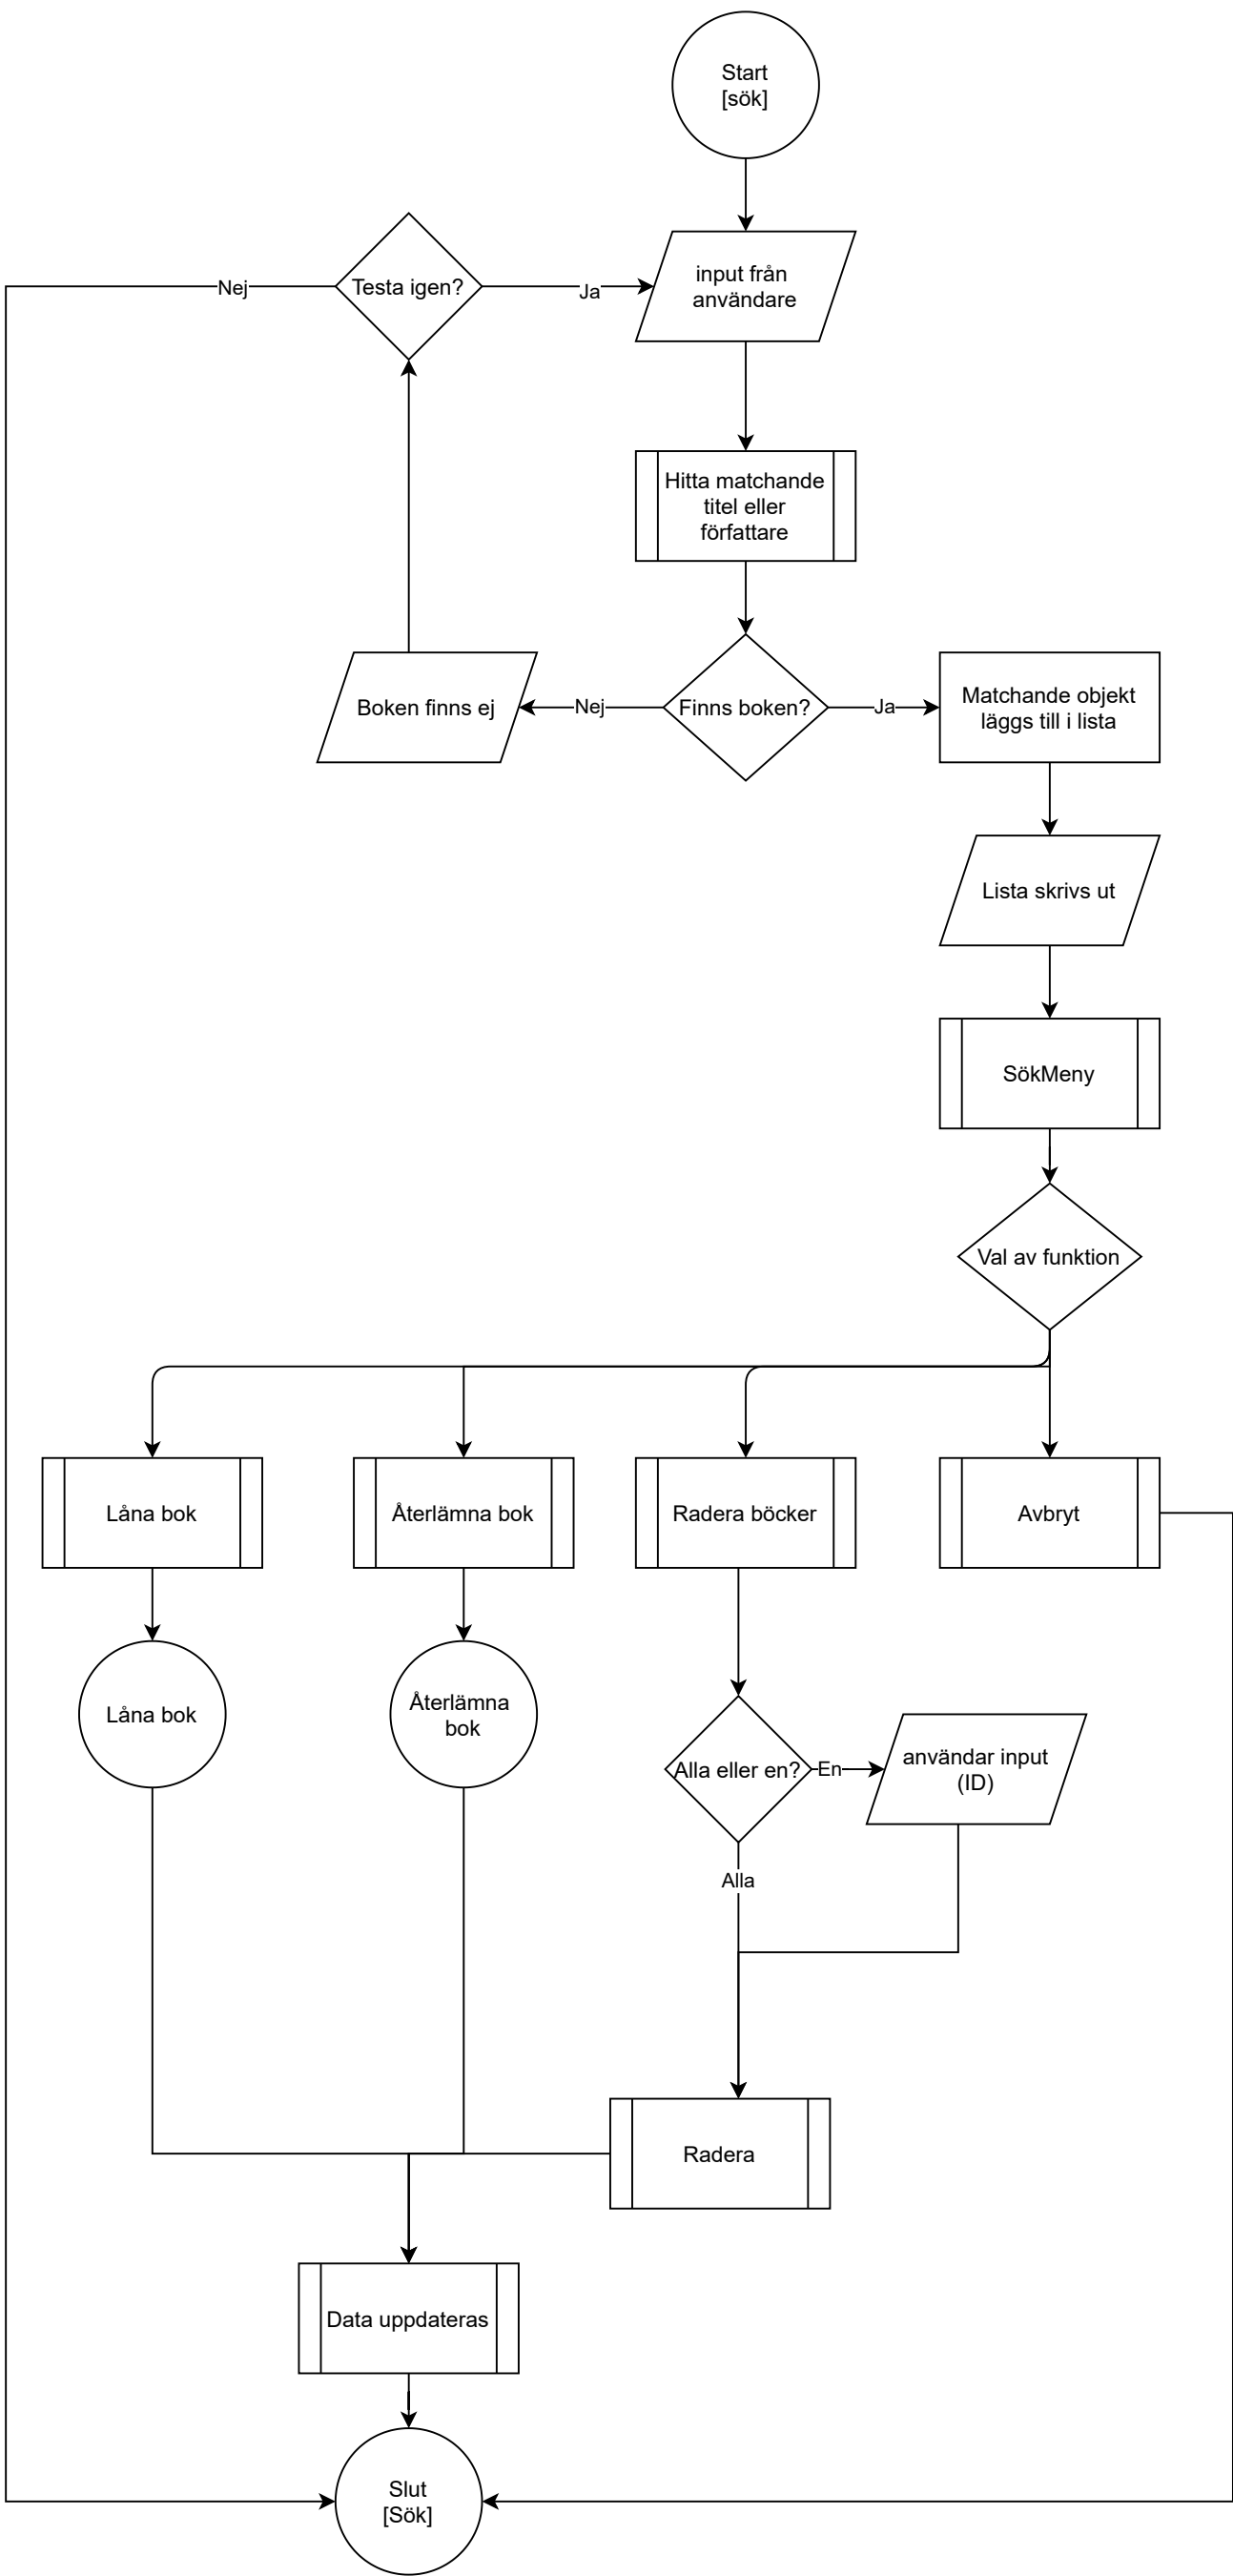 Start
[sök]
Nej
Testa igen?
Ja
input från
användare
Hitta matchande
titel eller
författare
Boken finns ej
Nej
Finns boken?
Ja
Matchande objekt
läggs till i lista
Lista skrivs ut
SökMeny
Val av funktion
Låna bok
Återlämna bok
Radera böcker
Avbryt
Låna bok
Återlämna
bok
Alla eller en?
En
användar input
(ID)
Alla
Radera
Data uppdateras
Slut
[Sök]